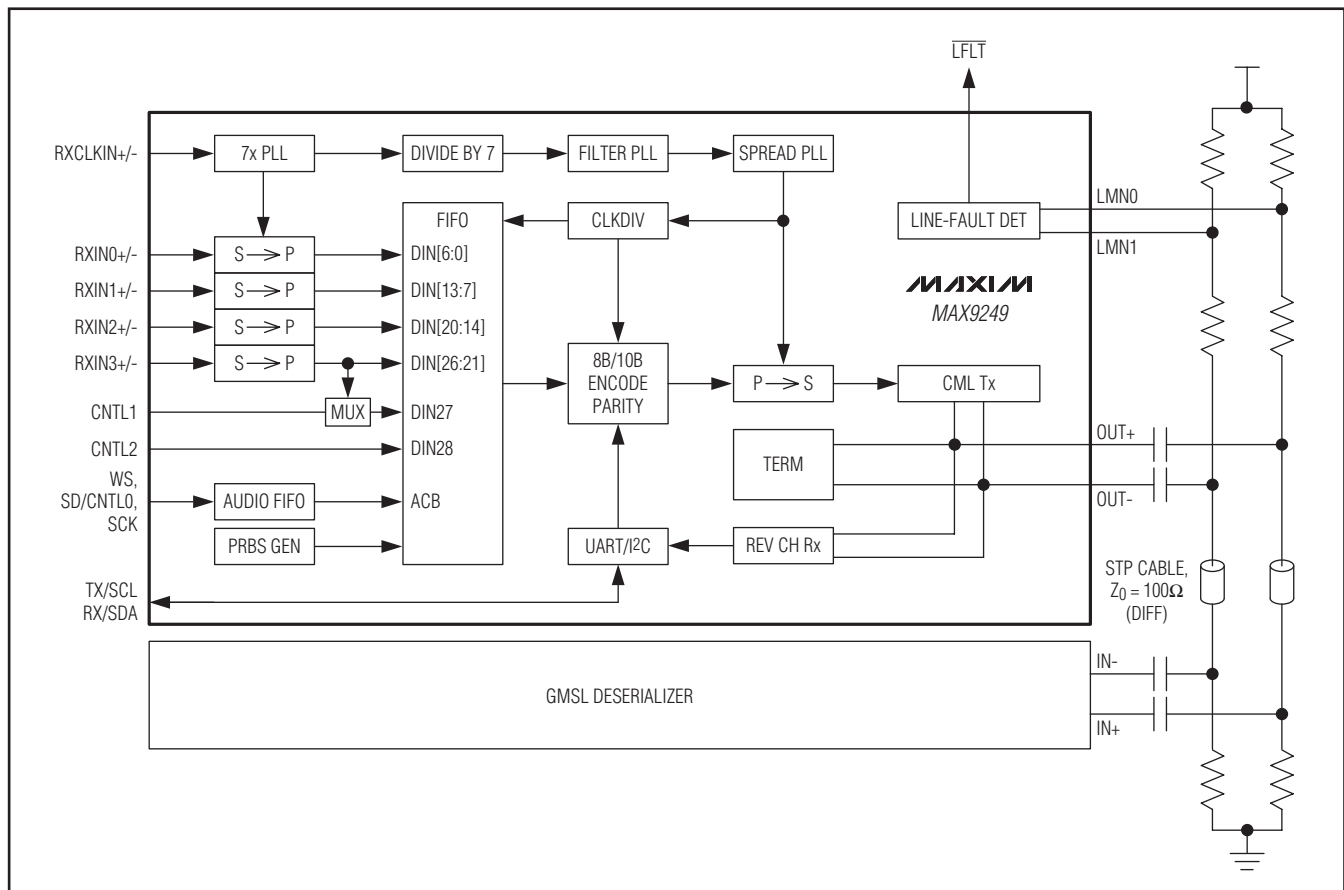 LFLT
RXCLKIN+/-
7x PLL
DIVIDE BY 7
FILTER PLL
SPREAD PLL
LMN0
LINE-FAULT DET
LMN1
FIFO
CLKDIV
RXIN0+/-
S P
DIN[6:0]
MAXIM
MAX9249
RXIN1+/-
S P
DIN[13:7]
RXIN2+/-
S P
DIN[20:14]
RXIN3+/-
S P
DIN[26:21]
8B/10B
ENCODE
PARITY
P S
CML Tx
CNTL1
MUX
DIN27
CNTL2
DIN28
TERM
OUT+
OUT-
WS,
SD/CNTL0,
SCK
AUDIO FIFO
ACB
PRBS GEN
UART/I2C
REV CH Rx
TX/SCL
RX/SDA
STP CABLE,
Z0 = 100Ω
(DIFF)
GMSL DESERIALIZER
IN-
IN+